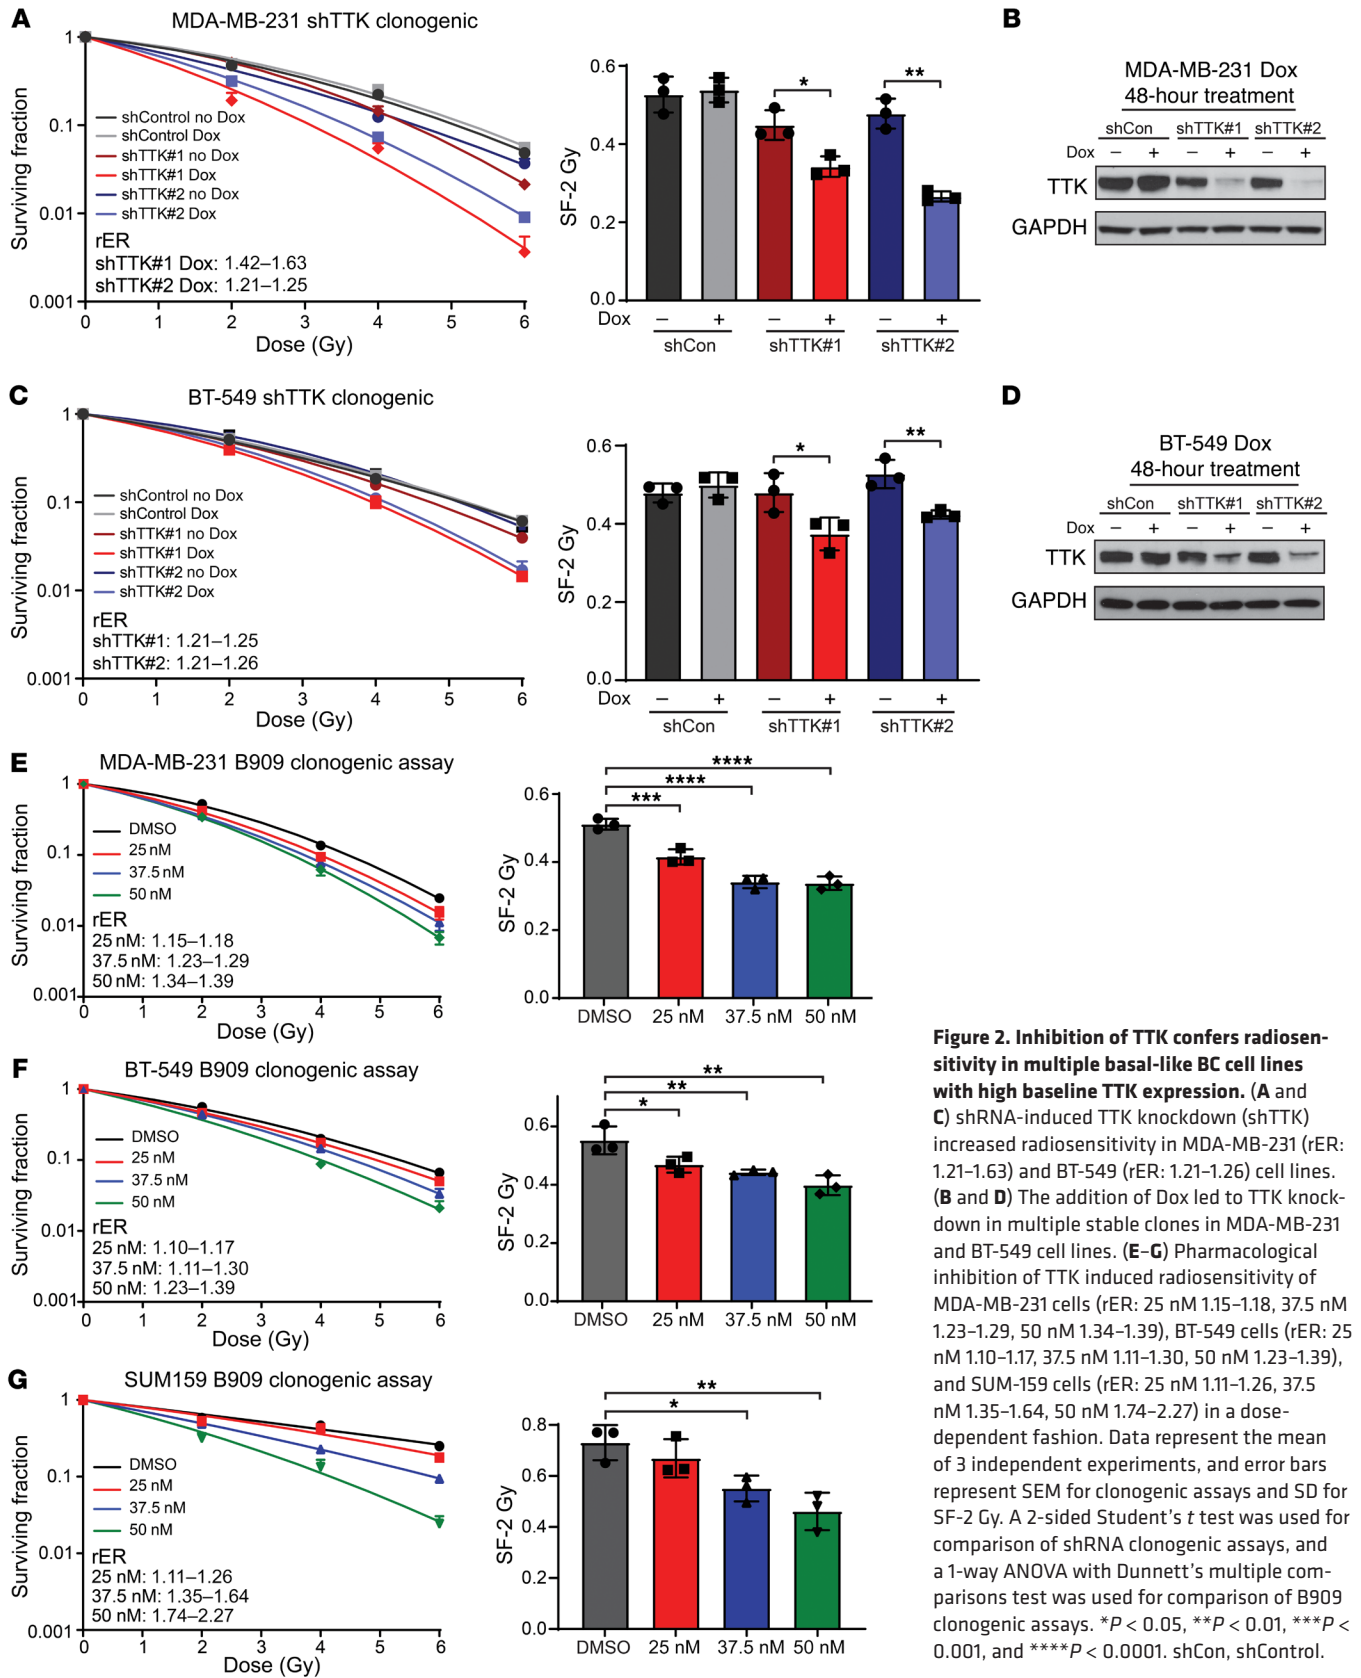 A
MDA-MB-231 shTTK clonogenic
Surviving fraction
1
0.1
0.01
0.001
shControl no Dox
shControl Dox
shTTK#1 no Dox
shTTK#1 Dox
shTTK#2 no Dox
shTTK#2 Dox
rER
shTTK#1 Dox: 1.42–1.63
shTTK#2 Dox: 1.21–1.25
0 1 2 3 4 5 6
Dose (Gy)
SF-2 Gy
0.6
0.4
0.2
0.0
* **
Dox – + – + – +
shCon shTTK#1 shTTK#2
B
MDA-MB-231 Dox
48-hour treatment
shCon shTTK#1 shTTK#2
Dox – + – + – +
TTK
GAPDH
C
BT-549 shTTK clonogenic
Surviving fraction
1
0.1
0.01
0.001
shControl no Dox
shControl Dox
shTTK#1 no Dox
shTTK#1 Dox
shTTK#2 no Dox
shTTK#2 Dox
rER
shTTK#1: 1.21–1.25
shTTK#2: 1.21–1.26
0 1 2 3 4 5 6
Dose (Gy)
SF-2 Gy
0.6
0.4
0.2
0.0
* **
Dox – + – + – +
shCon shTTK#1 shTTK#2
D
BT-549 Dox
48-hour treatment
shCon shTTK#1 shTTK#2
Dox – + – + – +
TTK
GAPDH
E
MDA-MB-231 B909 clonogenic assay
Surviving fraction
1
0.1
0.01
0.001
DMSO
25 nM
37.5 nM
50 nM
rER
25 nM: 1.15–1.18
37.5 nM: 1.23–1.29
50 nM: 1.34–1.39
0 1 2 3 4 5 6
Dose (Gy)
SF-2 Gy
0.6
0.4
0.2
0.0
****
****
***
DMSO 25 nM 37.5 nM 50 nM
F
BT-549 B909 clonogenic assay
Surviving fraction
1
0.1
0.01
0.001
DMSO
25 nM
37.5 nM
50 nM
rER
25 nM: 1.10–1.17
37.5 nM: 1.11–1.30
50 nM: 1.23–1.39
0 1 2 3 4 5 6
Dose (Gy)
SF-2 Gy
0.6
0.4
0.2
0.0
**
**
*
DMSO 25 nM 37.5 nM 50 nM
G
SUM159 B909 clonogenic assay
Surviving fraction
1
0.1
0.01
0.001
DMSO
25 nM
37.5 nM
50 nM
rER
25 nM: 1.11–1.26
37.5 nM: 1.35–1.64
50 nM: 1.74–2.27
0 1 2 3 4 5 6
Dose (Gy)
SF-2 Gy
0.8
0.6
0.4
0.2
0.0
**
*
DMSO 25 nM 37.5 nM 50 nM
Figure 2. Inhibition of TTK confers radiosen-
sitivity in multiple basal-like BC cell lines
with high baseline TTK expression. (A and
C) shRNA-induced TTK knockdown (shTTK)
increased radiosensitivity in MDA-MB-231 (rER:
1.21–1.63) and BT-549 (rER: 1.21–1.26) cell lines.
(B and D) The addition of Dox led to TTK knock-
down in multiple stable clones in MDA-MB-231
and BT-549 cell lines. (E–G) Pharmacological
inhibition of TTK induced radiosensitivity of
MDA-MB-231 cells (rER: 25 nM 1.15–1.18, 37.5 nM
1.23–1.29, 50 nM 1.34–1.39), BT-549 cells (rER: 25
nM 1.10–1.17, 37.5 nM 1.11–1.30, 50 nM 1.23–1.39),
and SUM-159 cells (rER: 25 nM 1.11–1.26, 37.5
nM 1.35–1.64, 50 nM 1.74–2.27) in a dose-
dependent fashion. Data represent the mean
of 3 independent experiments, and error bars
represent SEM for clonogenic assays and SD for
SF-2 Gy. A 2-sided Student’s t test was used for
comparison of shRNA clonogenic assays, and
a 1-way ANOVA with Dunnett’s multiple com-
parisons test was used for comparison of B909
clonogenic assays. *P < 0.05, **P < 0.01, ***P <
0.001, and ****P < 0.0001. shCon, shControl.